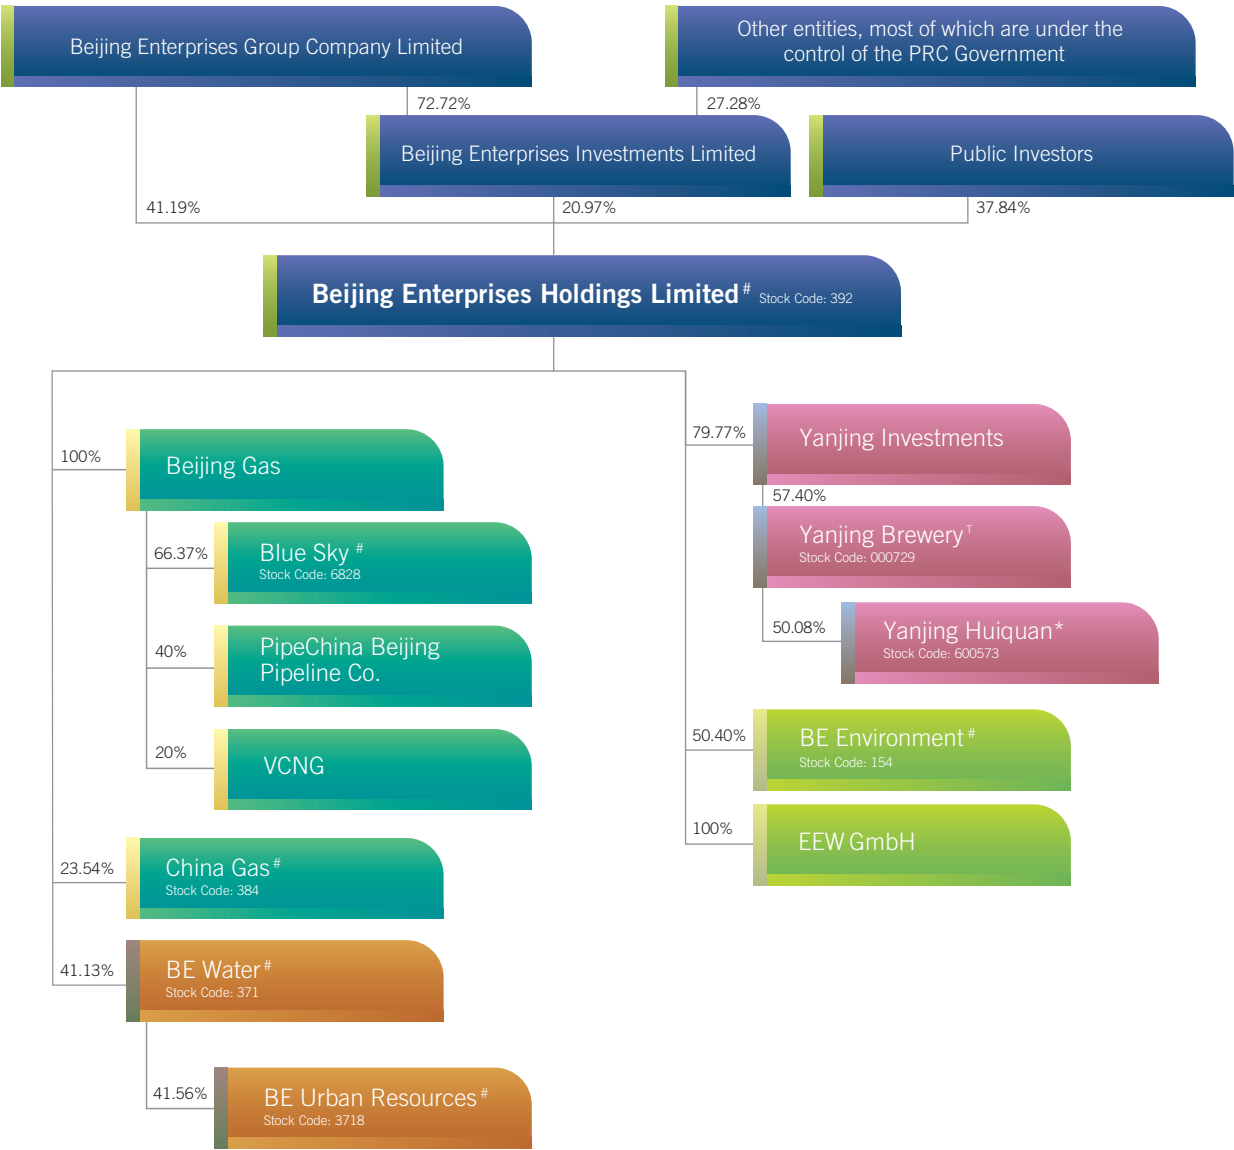 Beijing Enterprises Group Company Limited
Other entities, most of which are under the
control of the PRC Government
72.72%
27.28%
Beijing Enterprises Investments Limited
Public Investors
41.19%
20.97%
37.84%
Beijing Enterprises Holdings Limited# Stock Code: 392
100%
Beijing Gas
66.37%
Blue Sky #
Stock Code: 6828
40%
PipeChina Beijing
Pipeline Co.
20%
VCNG
23.54%
China Gas#
Stock Code: 384
41.13%
BE Water#
Stock Code: 371
41.56%
BE Urban Resources#
Stock Code: 3718
79.77%
Yanjing Investments
57.40%
Yanjing BreweryT
Stock Code: 000729
50.08%
Yanjing Huiquan*
Stock Code: 600573
50.40%
BE Environment#
Stock Code: 154
100%
EEW GmbH